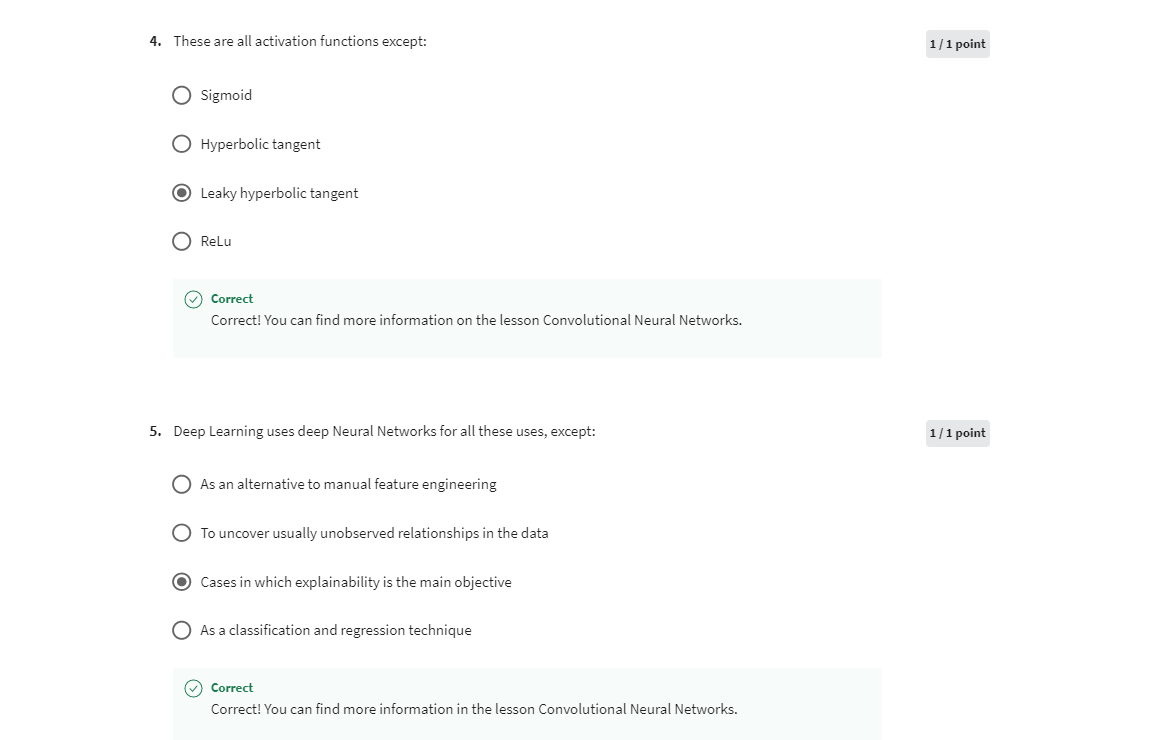 4. These are all activation functions except:
1 / 1 point
Sigmoid
Hyperbolic tangent
Leaky hyperbolic tangent
ReLu
Correct
Correct! You can find more information on the lesson Convolutional Neural Networks.
5. Deep Learning uses deep Neural Networks for all these uses, except:
1 / 1 point
As an alternative to manual feature engineering
To uncover usually unobserved relationships in the data
Cases in which explainability is the main objective
As a classification and regression technique
Correct
Correct! You can find more information in the lesson Convolutional Neural Networks.